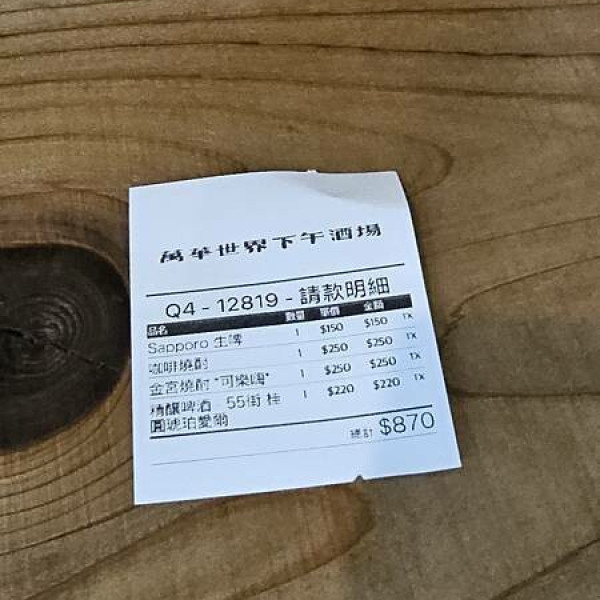 萬華世界下午酒場
Q4 - 12819 - 請款明細
品名 數量 單價 金額
Sapporo 生啤 1 $150 $150 TX
咖啡燒酎 1 $250 $250 TX
金宮燒酎 "可樂嗨" 1 $250 $250 TX
精釀啤酒 55街 桂 1 $220 $220 TX
圓琥珀愛爾
總計 $870